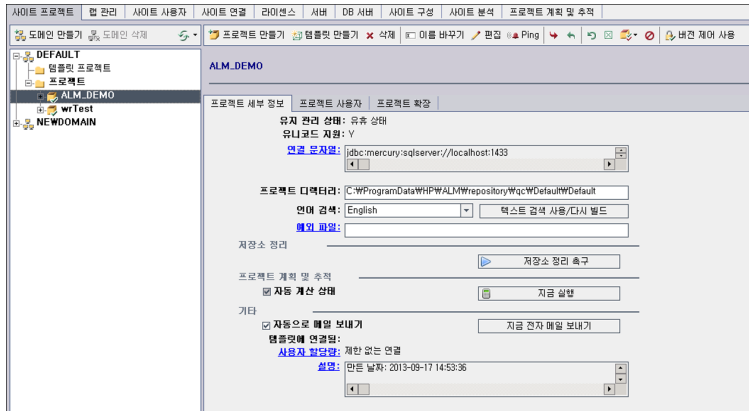 사이트 프로젝트 랩 관리 사이트 사용자 사이트 연결 라이센스 서버 DB 서버 사이트 구성 사이트 분석 프로젝트 계획 및 추적
도메인 만들기 도메인 삭제 프로젝트 만들기 템플릿 만들기 삭제 이름 바꾸기 편집 Ping 버전 제어 사용
DEFAULT
템플릿 프로젝트
프로젝트
ALM_DEMO
wrTest
NEWDOMAIN
ALM_DEMO
프로젝트 세부 정보 프로젝트 사용자 프로젝트 확장
유지 관리 상태: 유휴 상태
유니코드 지원: Y
연결 문자열: jdbc:mercury:sqlserver://localhost:1433
프로젝트 디렉터리: C:₩ProgramData₩HP₩ALM₩repository₩qc₩Default₩Default
언어 검색: English 텍스트 검색 사용/다시 빌드
예외 파일:
저장소 정리
저장소 정리 촉구
프로젝트 계획 및 추적
자동 계산 상태 지금 실행
기타
자동으로 메일 보내기 지금 전자 메일 보내기
템플릿에 연결됨:
사용자 할당량: 제한 없는 연결
설명: 만든 날짜: 2013-09-17 14:53:36